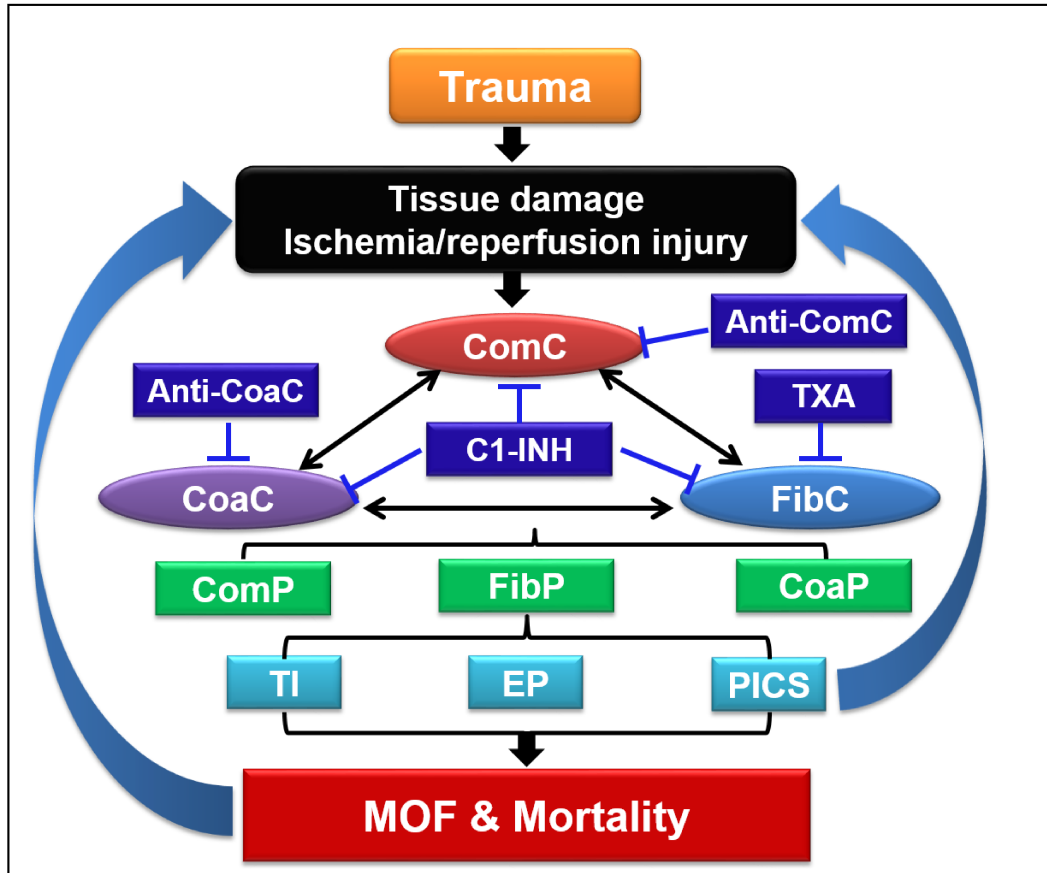 Trauma
Tissue damage
Ischemia/reperfusion injury
ComC
Anti-ComC
Anti-CoaC
TXA
C1-INH
CoaC
FibC
ComP
FibP
CoaP
TI
EP
PICS
MOF & Mortality